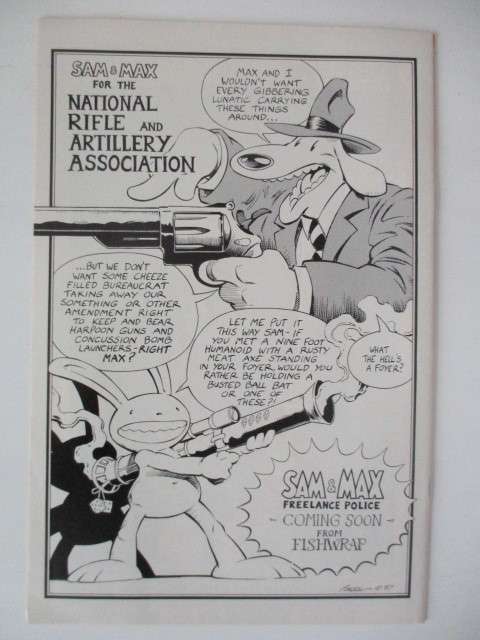 SAM & MAX
FOR THE
NATIONAL
RIFLE AND
ARTILLERY
ASSOCIATION
MAX AND I
WOULDN'T WANT
EVERY GIBBERING
LUNATIC CARRYING
THESE THINGS
AROUND...
...BUT WE DON'T
WANT SOME CHEEZE
FILLED BUREAUCRAT
TAKING AWAY OUR
SOMETHING OR OTHER
AMENDMENT RIGHT
TO KEEP AND BEAR
HARPOON GUNS AND
CONCUSSION BOMB
LAUNCHERS, RIGHT
MAX?
LET ME PUT IT
THIS WAY SAM- IF
YOU MET A NINE FOOT
HUMANOID WITH A RUSTY
MEAT AXE STANDING
IN YOUR FOYER, WOULD YOU
RATHER BE HOLDING A
BUSTED BALL BAT
OR ONE OF
THESE?!
WHAT
THE HELL'S
A FOYER?
SAM & MAX
FREELANCE POLICE
- COMING SOON -
FROM
FISHWRAP